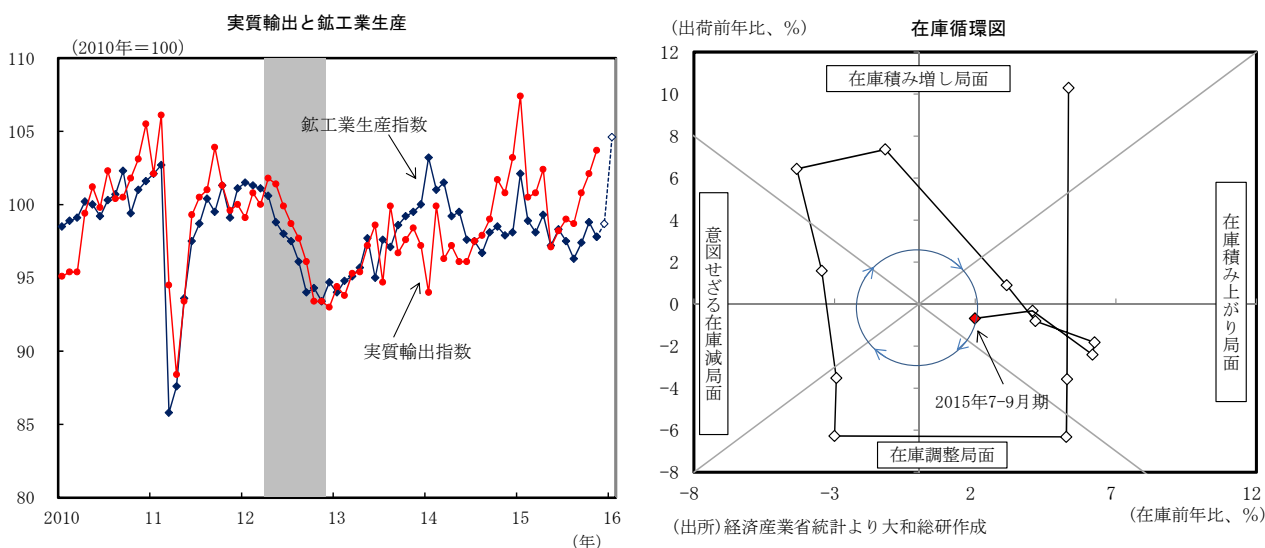 実質輸出と鉱工業生産
(2010年＝100)
110
105
100
95
90
85
80
鉱工業生産指数
実質輸出指数
2010 11 12 13 14 15 16
(年)
在庫循環図
(出荷前年比、%)
12
10
8
6
4
2
0
-2
-4
-6
-8
在庫積み増し局面
意図せざる在庫減局面
在庫積み上がり局面
2015年7-9月期
在庫調整局面
-8 -3 2 7 12
(在庫前年比、%)
(出所)経済産業省統計より大和総研作成